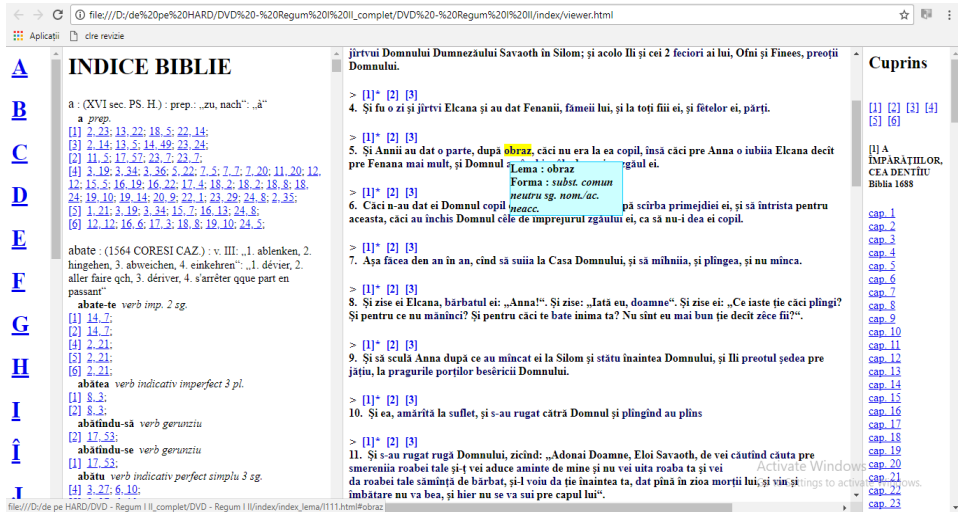 file:///D:/de%20pe%20HARD/DVD%20-%20Regum%20I%20II_complet/DVD%20-%20Regum%20I%20II/index/viewer.html
Aplicații clre revizie
A
B
C
D
E
F
G
H
I
Î
J
INDICE BIBLIE
a : (XVI sec. PS. H.) : prep.: „zu, nach“: „à“
a prep.
[1] 2, 23; 13, 22; 18, 5; 22, 14;
[3] 2, 14; 13, 5; 14, 49; 23, 24;
[2] 11, 5; 17, 57; 23, 7; 23, 7;
[4] 3, 19; 3, 34; 3, 36; 5, 22; 7, 5; 7, 7; 7, 20; 11, 20; 12,
12; 15, 5; 16, 19; 16, 22; 17, 4; 18, 2; 18, 2; 18, 8; 18,
24; 19, 10; 19, 14; 20, 9; 22, 1; 23, 29; 24, 8; 2, 35;
[5] 1, 21; 3, 19; 3, 34; 15, 7; 16, 13; 24, 8;
[6] 12, 12; 16, 6; 17, 3; 18, 8; 19, 10; 24, 5;
abate : (1564 CORESI CAZ.) : v. III: „1. ablenken, 2.
hingehen, 3. abweichen, 4. einkehren“: „1. dévier, 2.
aller faire qch, 3. dériver, 4. s'arrêter qque part en
passant“
abate-te verb imp. 2 sg.
[1] 14, 7;
[2] 14, 7;
[4] 2, 21;
[5] 2, 21;
[6] 2, 21;
abătea verb indicativ imperfect 3 pl.
[1] 8, 3;
[2] 8, 3;
abătindu-să verb gerunziu
[2] 17, 53;
abătîndu-se verb gerunziu
[1] 17, 53;
abătu verb indicativ perfect simplu 3 sg.
[4] 3, 27; 6, 10;
jîrtvui Domnului Dumnezăului Savaoth în Silom; și acolo Ili și cei 2 feciori ai lui, Ofni și Finees, preoții
Domnului.
> [1]* [2] [3]
4. Și fu o zi și jîrtvi Elcana și au dat Fenanii, fămeii lui, și la toți fiii ei, și fêtelor ei, părți.
> [1]* [2] [3]
5. Și Annii au dat o parte, după obraz, căci nu era la ea copil, însă căci pre Anna o iubiia Elcana decît
pre Fenana mai mult, și Domnul zgăul ei.
Lema : obraz
Forma : subst. comun
neutru sg. nom./ac.
neacc.
> [1]* [2] [3]
6. Căci n-au dat ei Domnul copil pă scîrba primejdiei ei, și să întrista pentru
aceasta, căci au închis Domnul cêle de împrejurul zgăului ei, ca să nu-i dea ei copil.
> [1]* [2] [3]
7. Așa făcea den an în an, cînd să suiia la Casa Domnului, și să mîhniia, și plîngea, și nu mînca.
> [1]* [2] [3]
8. Și zise ei Elcana, bărbatul ei: „Anna!“. Și zise: „Iată eu, doamne“. Și zise ei: „Ce iaste ție căci plîngi?
Și pentru ce nu mănînci? Și pentru căci te bate inima ta? Nu sînt eu mai bun ție decît zêce fii?“.
> [1]* [2] [3]
9. Și să sculă Anna după ce au mîncat ei la Silom și stătu înaintea Domnului, și Ili preotul ședea pre
jățiu, la pragurile porților besêricii Domnului.
> [1]* [2] [3]
10. Și ea, amărîtă la suflet, și s-au rugat cătră Domnul și plîngînd au plîns
> [1]* [2] [3]
11. Și s-au rugat rugă Domnului, zicînd: „Adonai Doamne, Eloi Savaoth, de vei căutînd căuta pre
smereniia roabei tale și-ț vei aduce aminte de mine și nu vei uita roaba ta și vei
da roabei tale sămînță de bărbat, și-l voiu da ție înaintea ta, dat pînă în zioa morții lui, și vin și
îmbătare nu va bea, și hier nu se va sui pre capul lui“.
Cuprins
[1] [2] [3] [4]
[5] [6]
[1] A
ÎMPĂRĂȚIILOR,
CEA DENTÎIU
Biblia 1688
cap. 1
cap. 2
cap. 3
cap. 4
cap. 5
cap. 6
cap. 7
cap. 8
cap. 9
cap. 10
cap. 11
cap. 12
cap. 13
cap. 14
cap. 15
cap. 16
cap. 17
cap. 18
cap. 19
cap. 20
cap. 21
cap. 22
cap. 23
Activate Windows
Go to Settings to activate Windows.
file:///D:/de pe HARD/DVD - Regum I II_complet/DVD - Regum I II/index/index_lema/1111.html#obraz